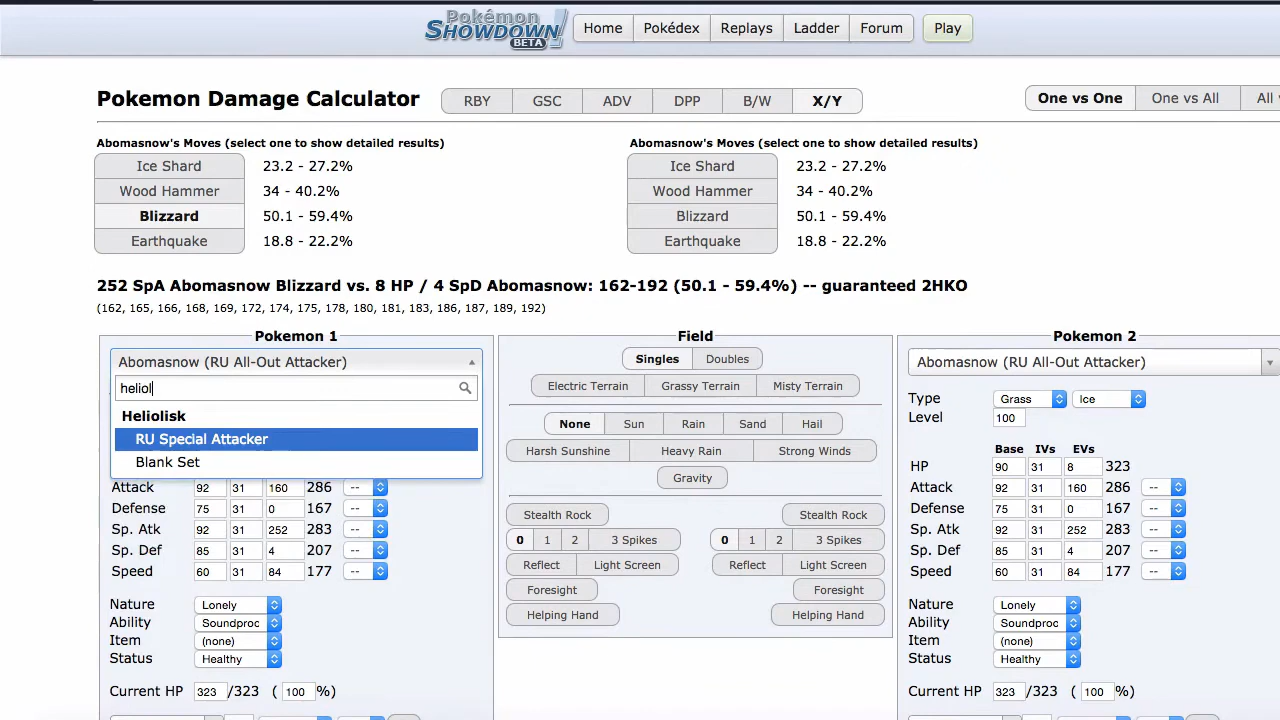 Pokémon
SHOWDOWN!
BETA
Home Pokédex Replays Ladder Forum Play
Pokemon Damage Calculator RBY GSC ADV DPP B/W X/Y One vs One One vs All All
Abomasnow's Moves (select one to show detailed results) Abomasnow's Moves (select one to show detailed results)
Ice Shard 23.2 - 27.2% Ice Shard 23.2 - 27.2%
Wood Hammer 34 - 40.2% Wood Hammer 34 - 40.2%
Blizzard 50.1 - 59.4% Blizzard 50.1 - 59.4%
Earthquake 18.8 - 22.2% Earthquake 18.8 - 22.2%
252 SpA Abomasnow Blizzard vs. 8 HP / 4 SpD Abomasnow: 162-192 (50.1 - 59.4%) -- guaranteed 2HKO
(162, 165, 166, 168, 169, 172, 174, 175, 178, 180, 181, 183, 186, 187, 189, 192)
Pokemon 1 Field Pokemon 2
Abomasnow (RU All-Out Attacker) Singles Doubles Abomasnow (RU All-Out Attacker)
heliol Electric Terrain Grassy Terrain Misty Terrain Type Grass Ice
Heliolisk None Sun Rain Sand Hail Level 100
RU Special Attacker Harsh Sunshine Heavy Rain Strong Winds Base IVs EVs
Blank Set Gravity HP 90 31 8 323
Attack 92 31 160 286 -- Attack 92 31 160 286 --
Defense 75 31 0 167 -- Stealth Rock Stealth Rock Defense 75 31 0 167 --
Sp. Atk 92 31 252 283 -- 0 1 2 3 Spikes 0 1 2 3 Spikes Sp. Atk 92 31 252 283 --
Sp. Def 85 31 4 207 -- Reflect Light Screen Reflect Light Screen Sp. Def 85 31 4 207 --
Speed 60 31 84 177 -- Foresight Foresight Speed 60 31 84 177 --
Nature Lonely Helping Hand Helping Hand Nature Lonely
Ability Soundproc Ability Soundproc
Item (none) Item (none)
Status Healthy Status Healthy
Current HP 323 /323 ( 100 %) Current HP 323 /323 ( 100 %)